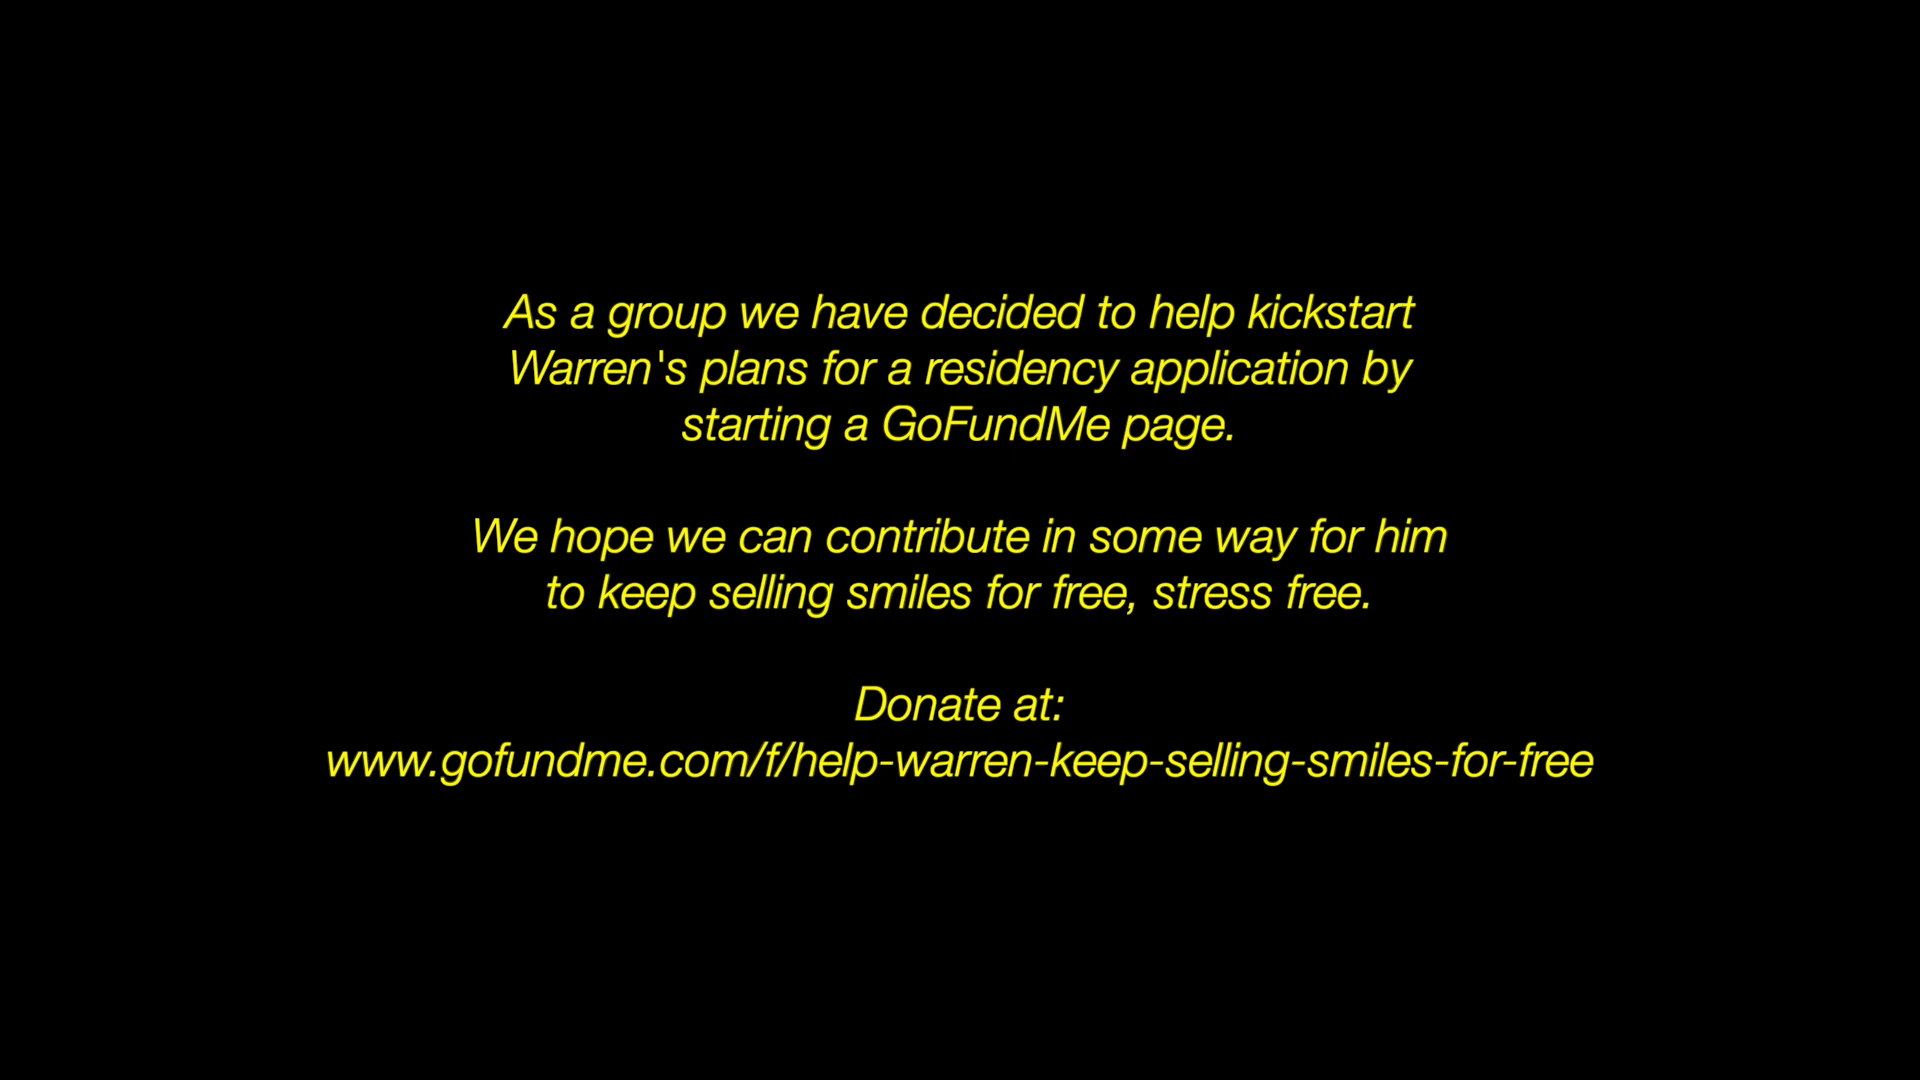 As a group we have decided to help kickstart
Warren's plans for a residency application by
starting a GoFundMe page.
We hope we can contribute in some way for him
to keep selling smiles for free, stress free.
Donate at:
www.gofundme.com/f/help-warren-keep-selling-smiles-for-free